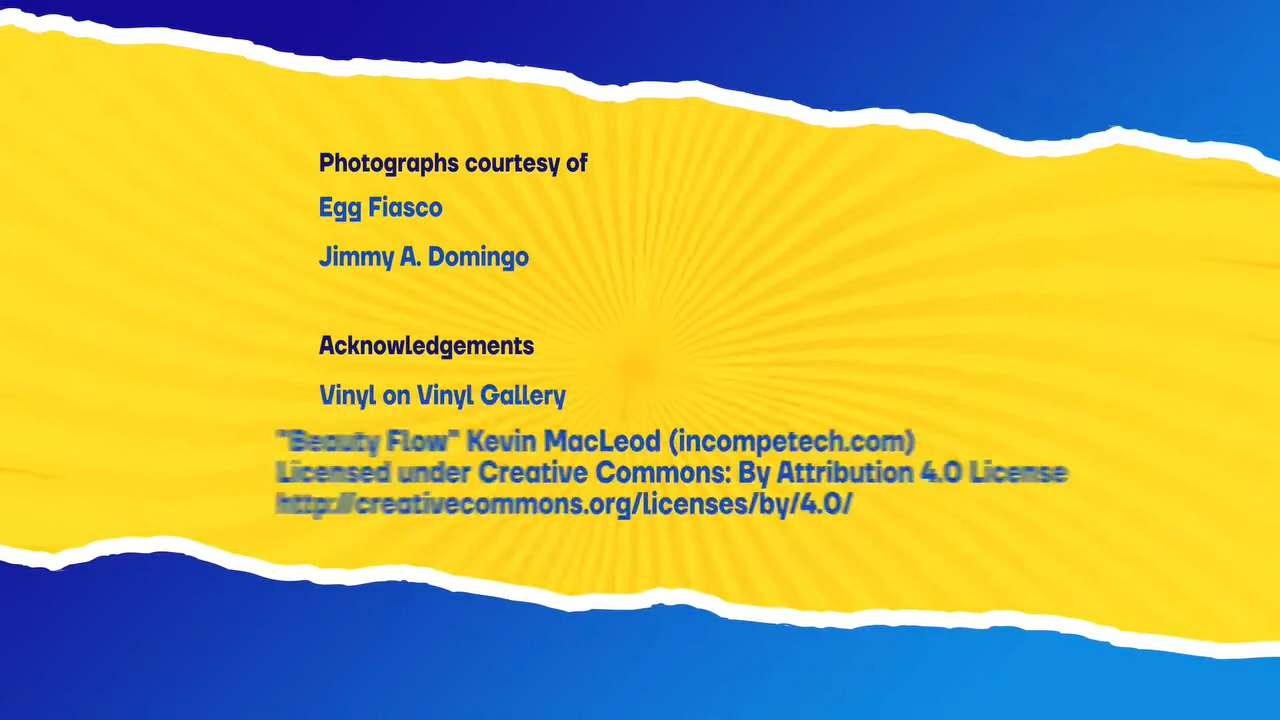 Photographs courtesy of
Egg Fiasco
Jimmy A. Domingo
Acknowledgements
Vinyl on Vinyl Gallery
"Beauty Flow" Kevin MacLeod (incompetech.com)
Licensed under Creative Commons: By Attribution 4.0 License
http://creativecommons.org/licenses/by/4.0/